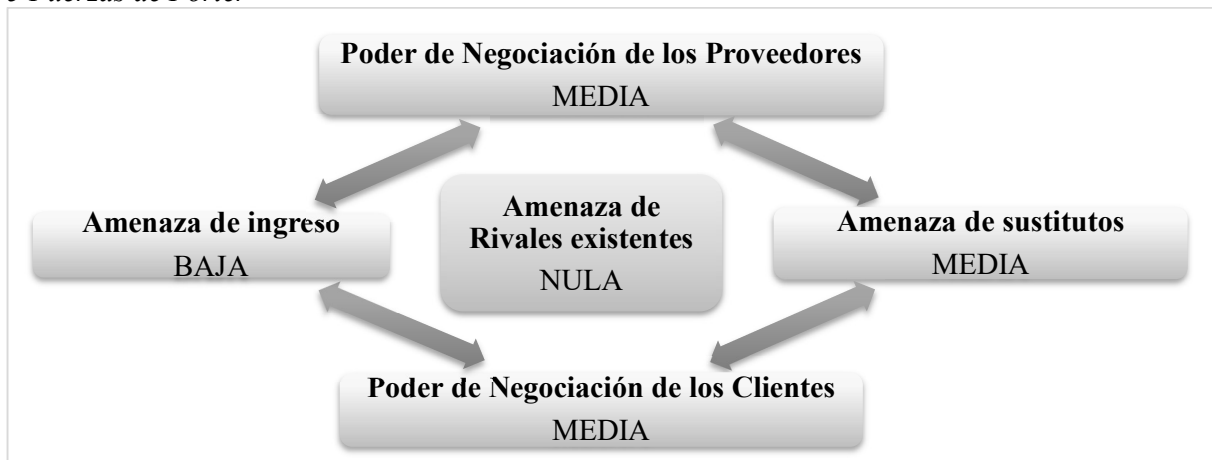 Poder de Negociación de los Proveedores
MEDIA
Amenaza de ingreso
BAJA
Amenaza de
Rivales existentes
NULA
Amenaza de sustitutos
MEDIA
Poder de Negociación de los Clientes
MEDIA